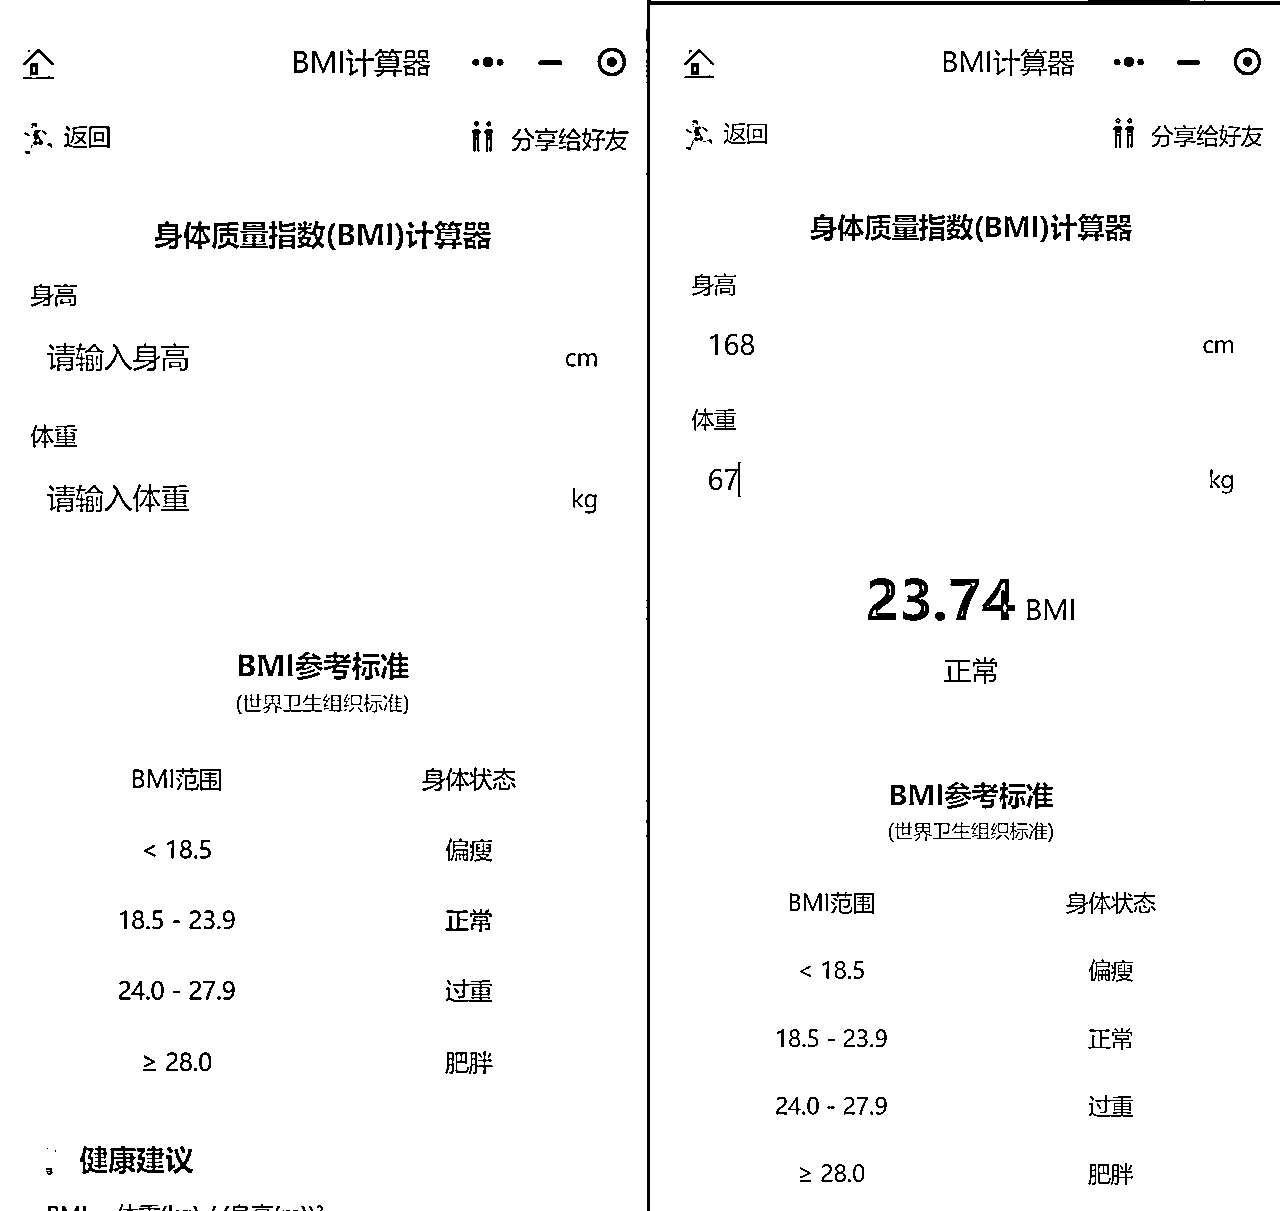 BMI计算器
返回
分享给好友
身体质量指数(BMI)计算器
身高
请输入身高 cm
体重
请输入体重 kg
BMI参考标准
(世界卫生组织标准)
BMI范围 身体状态
< 18.5 偏瘦
18.5 - 23.9 正常
24.0 - 27.9 过重
≥ 28.0 肥胖
健康建议
BMI计算器
返回
分享给好友
身体质量指数(BMI)计算器
身高
168 cm
体重
67 kg
23.74 BMI
正常
BMI参考标准
(世界卫生组织标准)
BMI范围 身体状态
< 18.5 偏瘦
18.5 - 23.9 正常
24.0 - 27.9 过重
≥ 28.0 肥胖